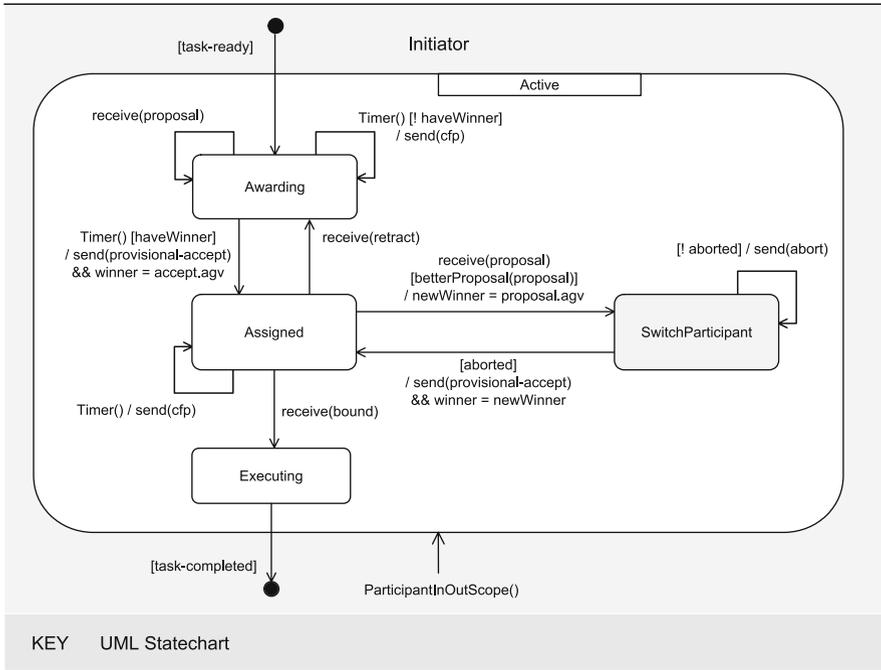 Initiator
[task-ready]
Active
receive(proposal)
Timer() [! haveWinner]
/ send(cfp)
Awarding
Timer() [haveWinner]
/ send(provisional-accept)
&& winner = accept.agv
receive(retract)
receive(proposal)
[betterProposal(proposal)]
/ newWinner = proposal.agv
[! aborted] / send(abort)
Assigned
SwitchParticipant
[aborted]
/ send(provisional-accept)
&& winner = newWinner
Timer() / send(cfp)
receive(bound)
Executing
[task-completed]
ParticipantInOutScope()
KEY UML Statechart